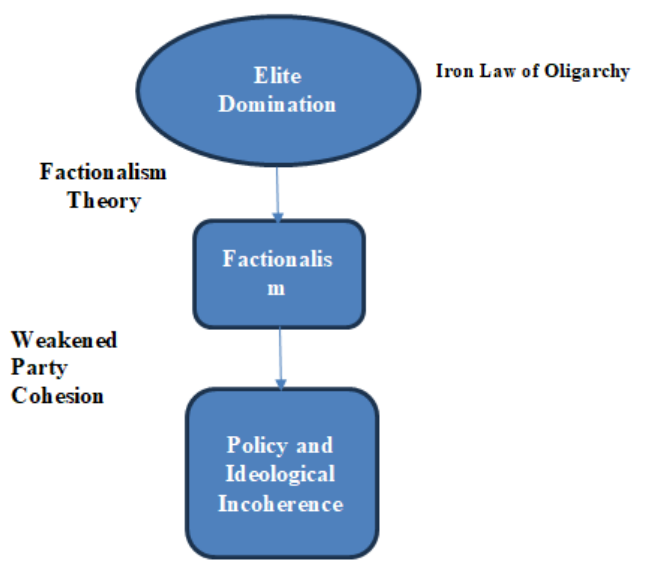 Elite
Domination
Iron Law of Oligarchy
Factionalism
Theory
Factionalis
m
Weakened
Party
Cohesion
Policy and
Ideological
Incoherence